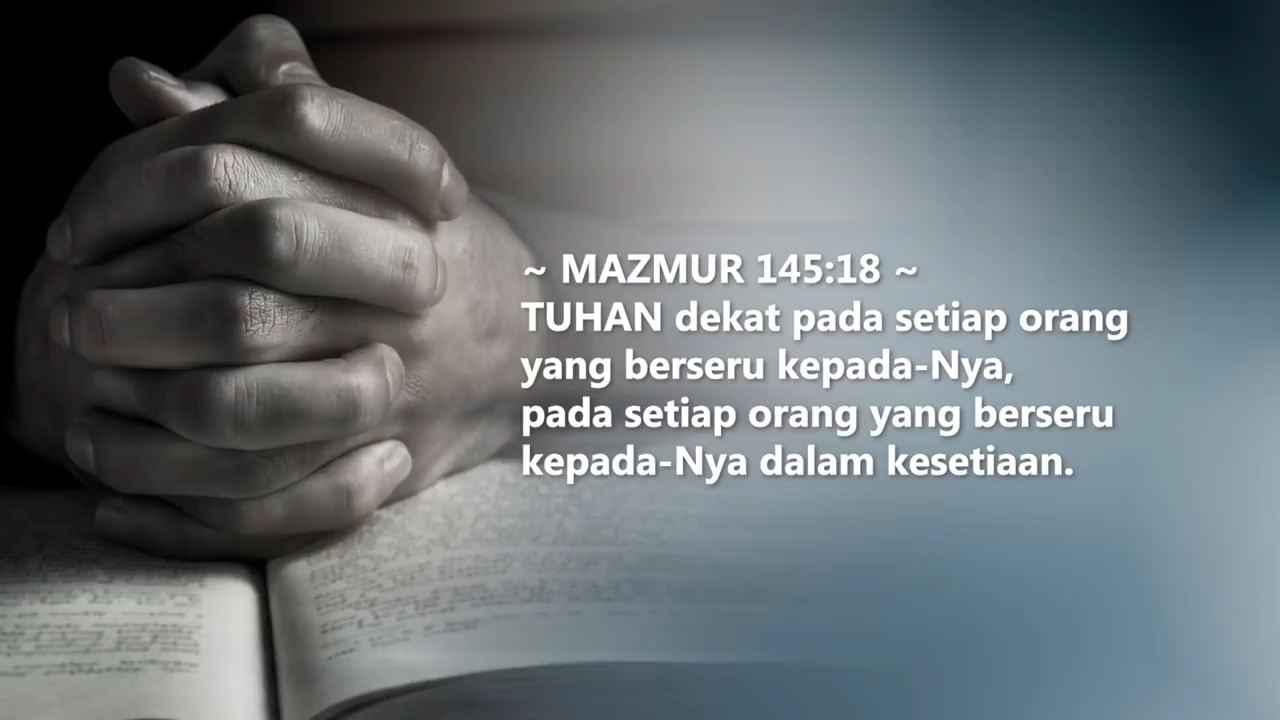 ~ MAZMUR 145:18 ~
TUHAN dekat pada setiap orang
yang berseru kepada-Nya,
pada setiap orang yang berseru
kepada-Nya dalam kesetiaan.